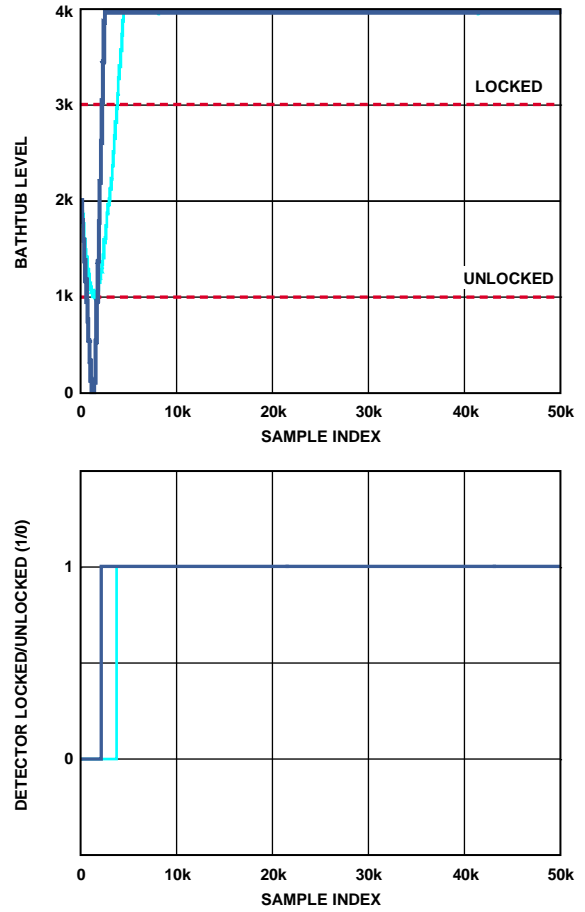 4k
3k
2k
1k
0
BATHTUB LEVEL
LOCKED
UNLOCKED
0 10k 20k 30k 40k 50k
SAMPLE INDEX
1
0
DETECTOR LOCKED/UNLOCKED (1/0)
0 10k 20k 30k 40k 50k
SAMPLE INDEX